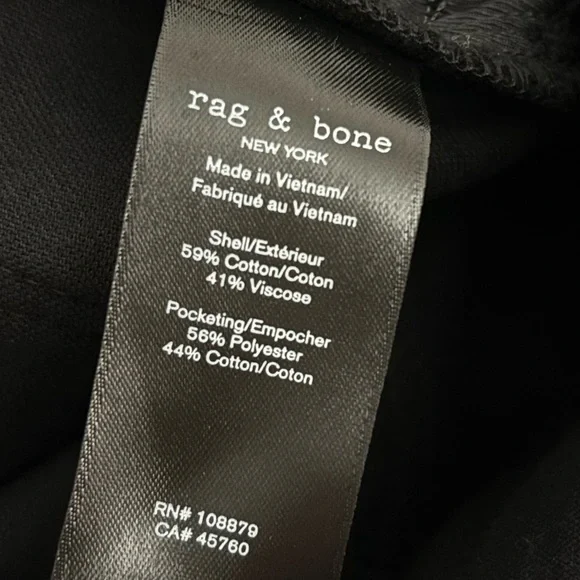 rag & bone
NEW YORK
Made in Vietnam/
Fabriqué au Vietnam
Shell/Extérieur
59% Cotton/Coton
41% Viscose
Pocketing/Empocher
56% Polyester
44% Cotton/Coton
RN# 108879
CA# 45760